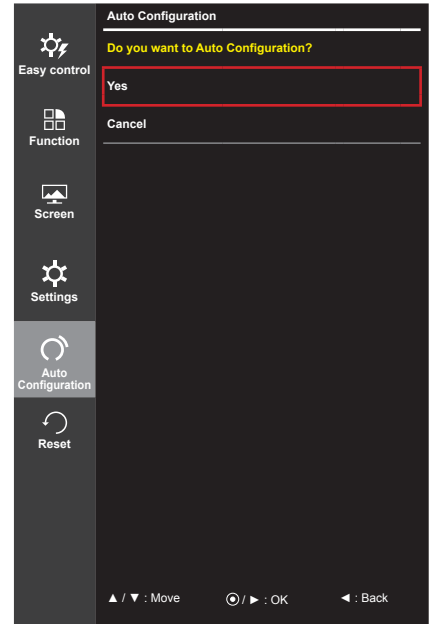 Auto Configuration
Do you want to Auto Configuration?
Yes
Cancel
Easy control
Function
Screen
Settings
Auto
Configuration
Reset
▲ / ▼ : Move
⦿ / ► : OK
◄ : Back